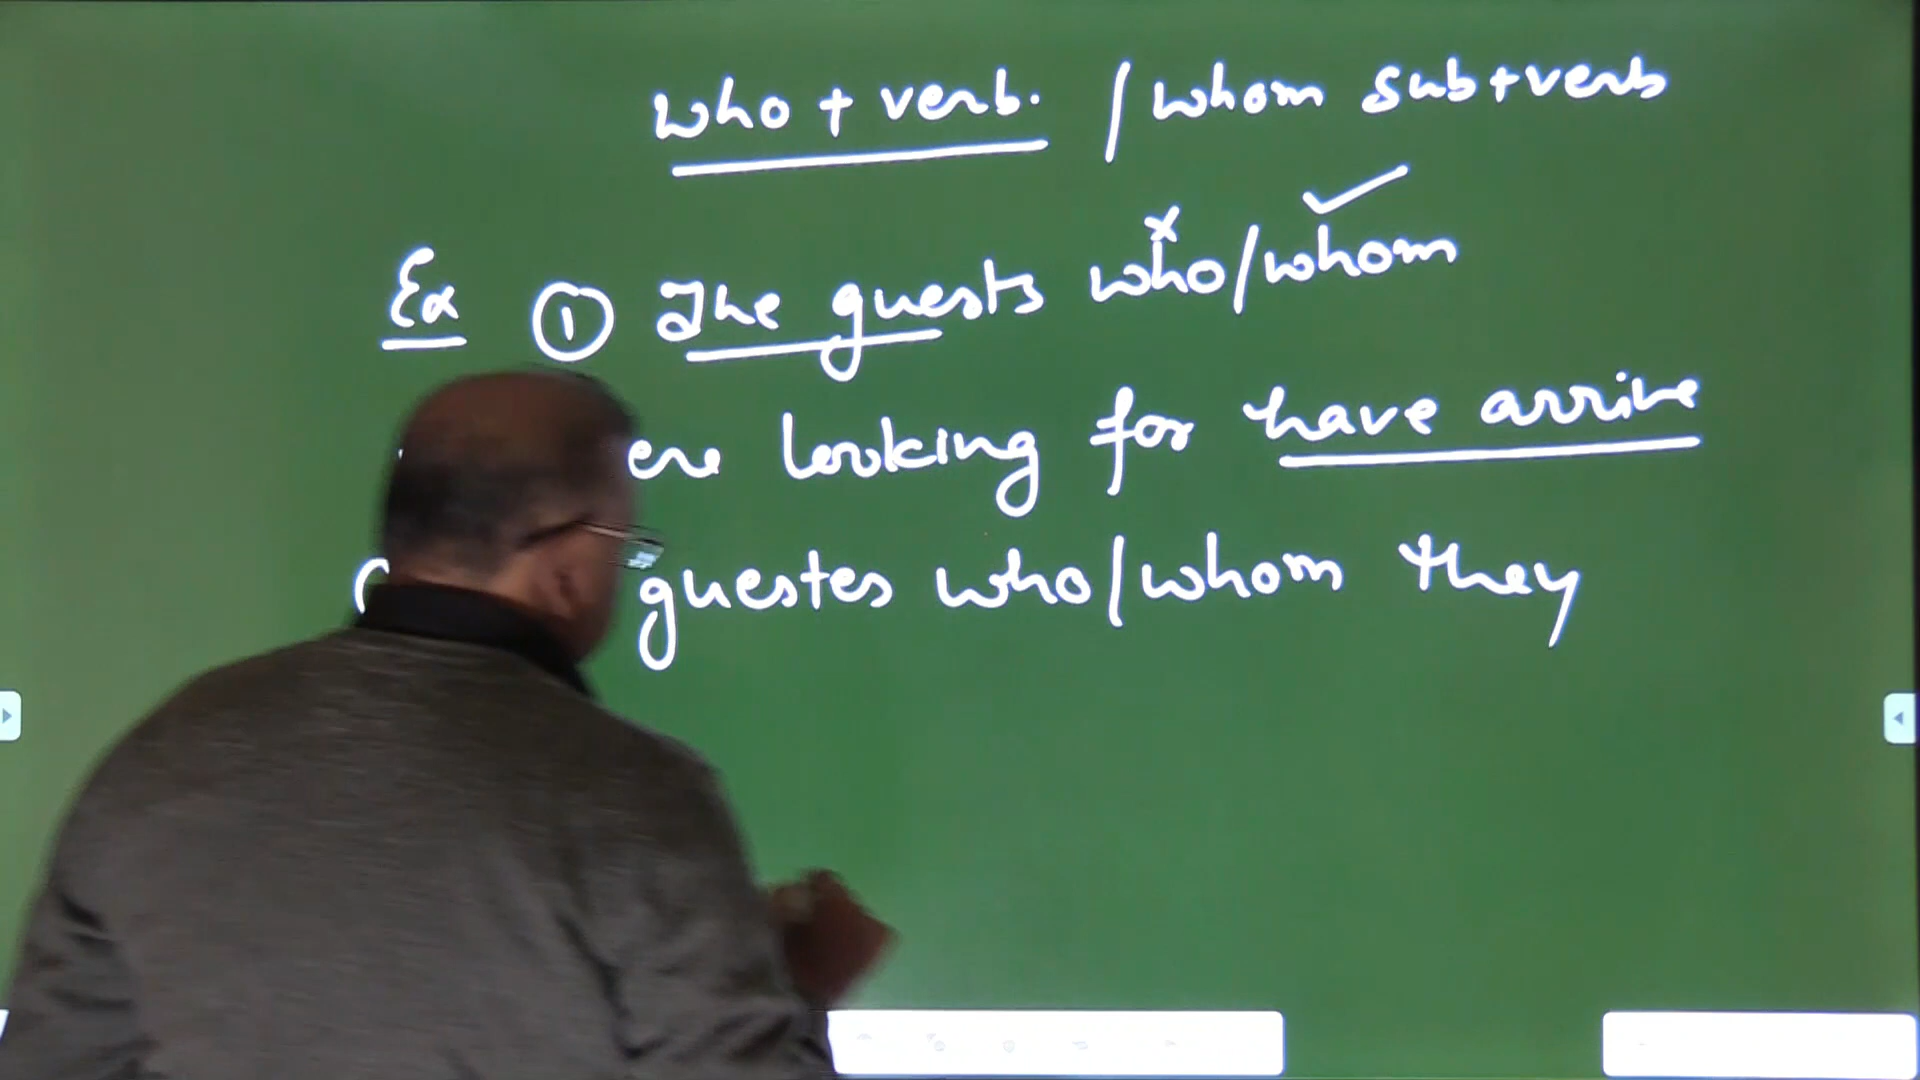 who + verb. / whom sub + verb
Ex ① The guests who/whom
looking for have arrive
guestes who/whom they